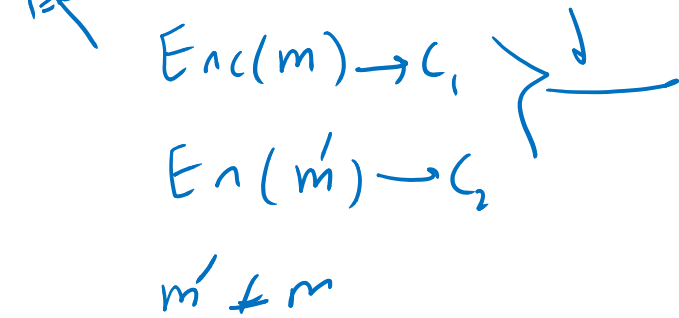 Enc(m) → C₁
En(m') → C₂
m' ≠ m